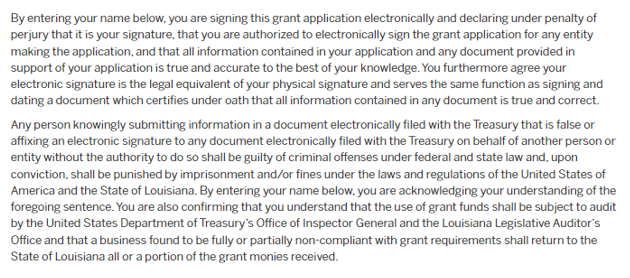 By entering your name below, you are signing this grant application electronically and declaring under penalty of
perjury that it is your signature, that you are authorized to electronically sign the grant application for any entity
making the application, and that all information contained in your application and any document provided in
support of your application is true and accurate to the best of your knowledge. You furthermore agree your
electronic signature is the legal equivalent of your physical signature and serves the same function as signing and
dating a document which certifies under oath that all information contained in any document is true and correct.
Any person knowingly submitting information in a document electronically filed with the Treasury that is false or
affixing an electronic signature to any document electronically filed with the Treasury on behalf of another person or
entity without the authority to do so shall be guilty of criminal offenses under federal and state law and, upon
conviction, shall be punished by imprisonment and/or fines under the laws and regulations of the United States of
America and the State of Louisiana. By entering your name below, you are acknowledging your understanding of the
foregoing sentence. You are also confirming that you understand that the use of grant funds shall be subject to audit
by the United States Department of Treasury's Office of Inspector General and the Louisiana Legislative Auditor's
Office and that a business found to be fully or partially non-compliant with grant requirements shall return to the
State of Louisiana all or a portion of the grant monies received.